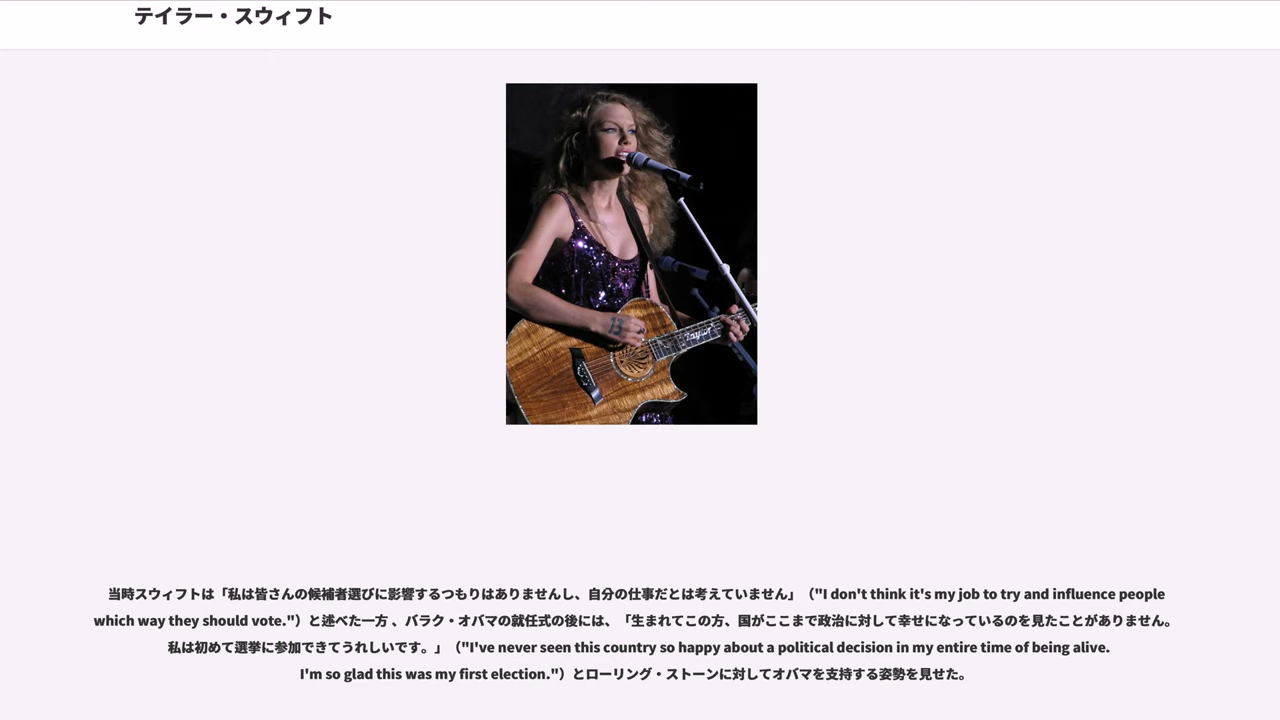 テイラー・スウィフト
Taylor
当時スウィフトは「私は皆さんの候補者選びに影響するつもりはありませんし、自分の仕事だとは考えていません」（"I don't think it's my job to try and influence people
which way they should vote."）と述べた一方 、バラク・オバマの就任式の後には、「生まれてこの方、国がここまで政治に対して幸せになっているのを見たことがありません。
私は初めて選挙に参加できてうれしいです。」（"I've never seen this country so happy about a political decision in my entire time of being alive.
I'm so glad this was my first election."）とローリング・ストーンに対してオバマを支持する姿勢を見せた。